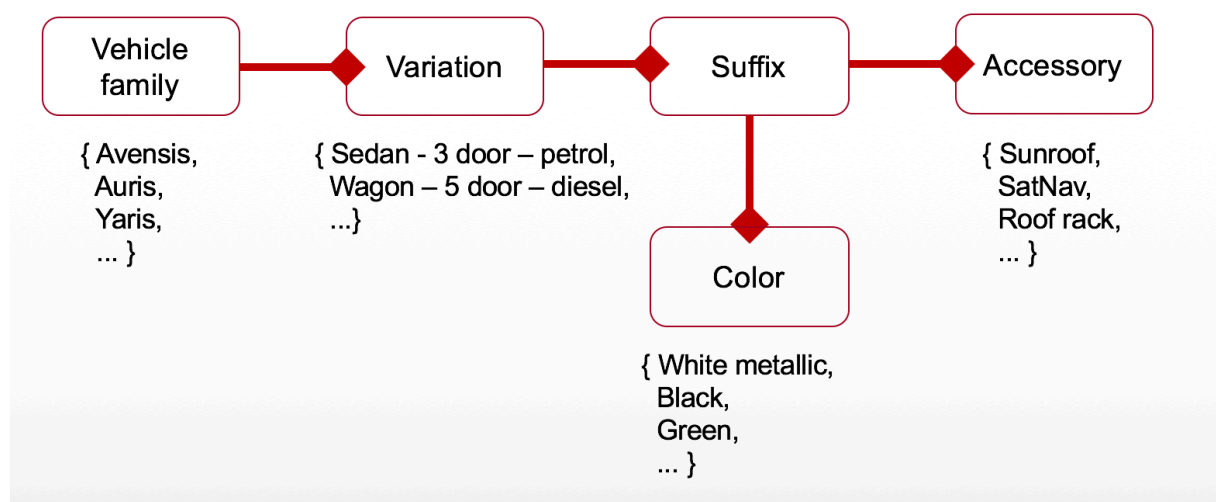 Vehicle
family
Variation
Suffix
Accessory
{ Avensis,
Auris,
Yaris,
... }
{ Sedan - 3 door – petrol,
Wagon – 5 door – diesel,
...}
{ Sunroof,
SatNav,
Roof rack,
... }
Color
{ White metallic,
Black,
Green,
... }